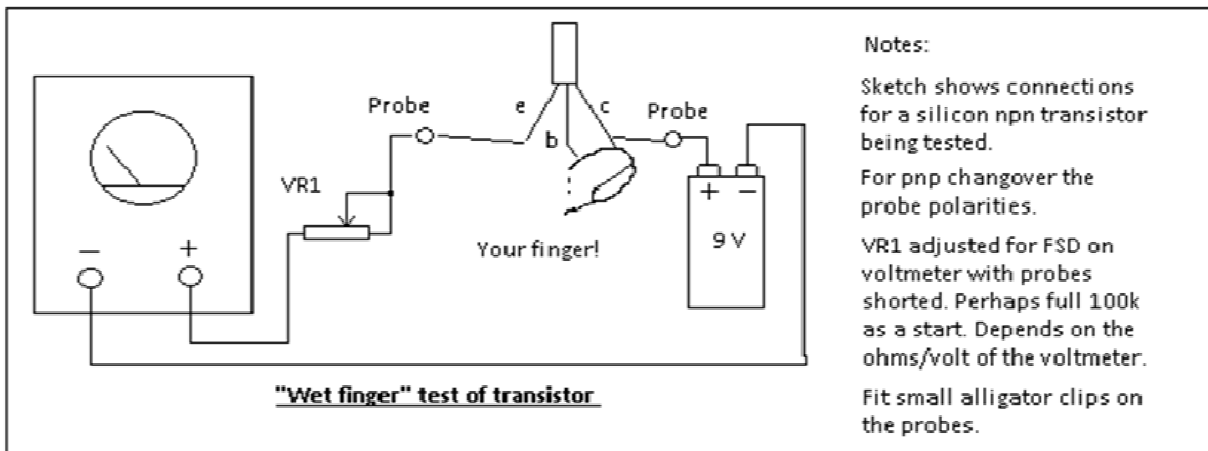 Probe
e
c
Probe
b
VR1
+ −
9 V
− +
Your finger!
"Wet finger" test of transistor
Notes:
Sketch shows connections
for a silicon npn transistor
being tested.
For pnp changover the
probe polarities.
VR1 adjusted for FSD on
voltmeter with probes
shorted. Perhaps full 100k
as a start. Depends on the
ohms/volt of the voltmeter.
Fit small alligator clips on
the probes.